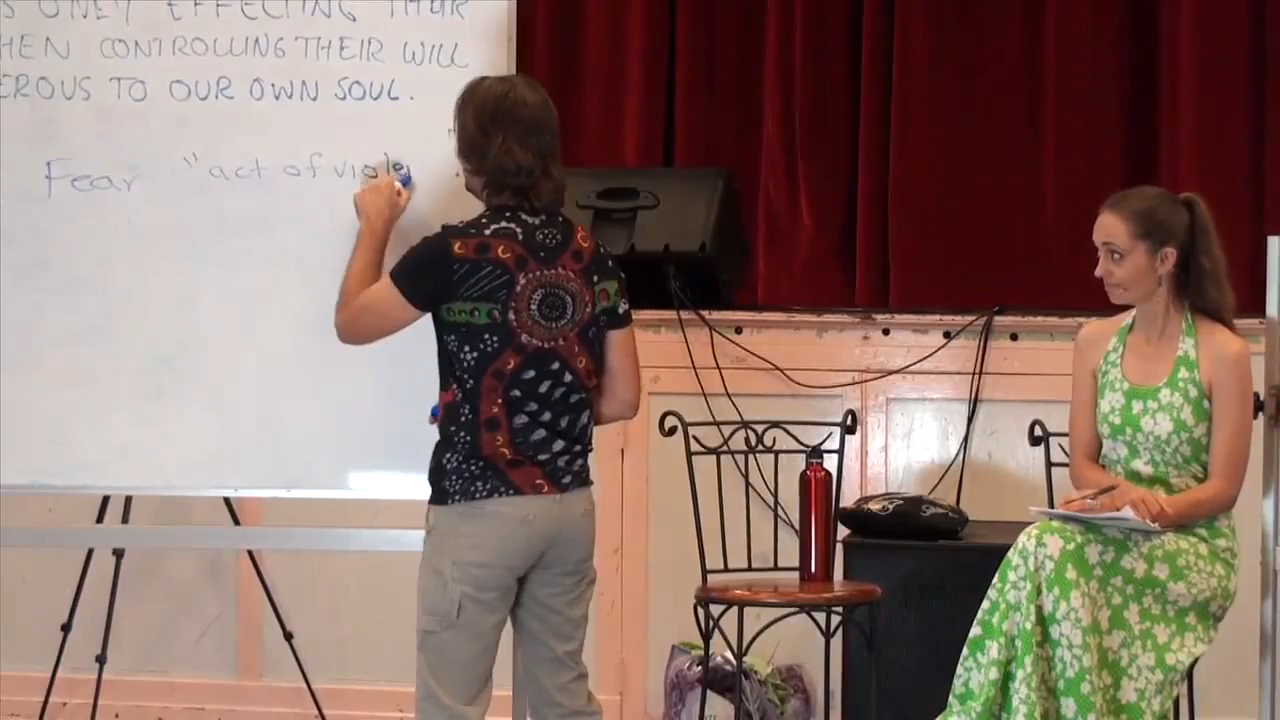 ONLY EFFECTING THEIR
HEN CONTROLLING THEIR WILL
EROUS TO OUR OWN SOUL.
Fear "act of viole